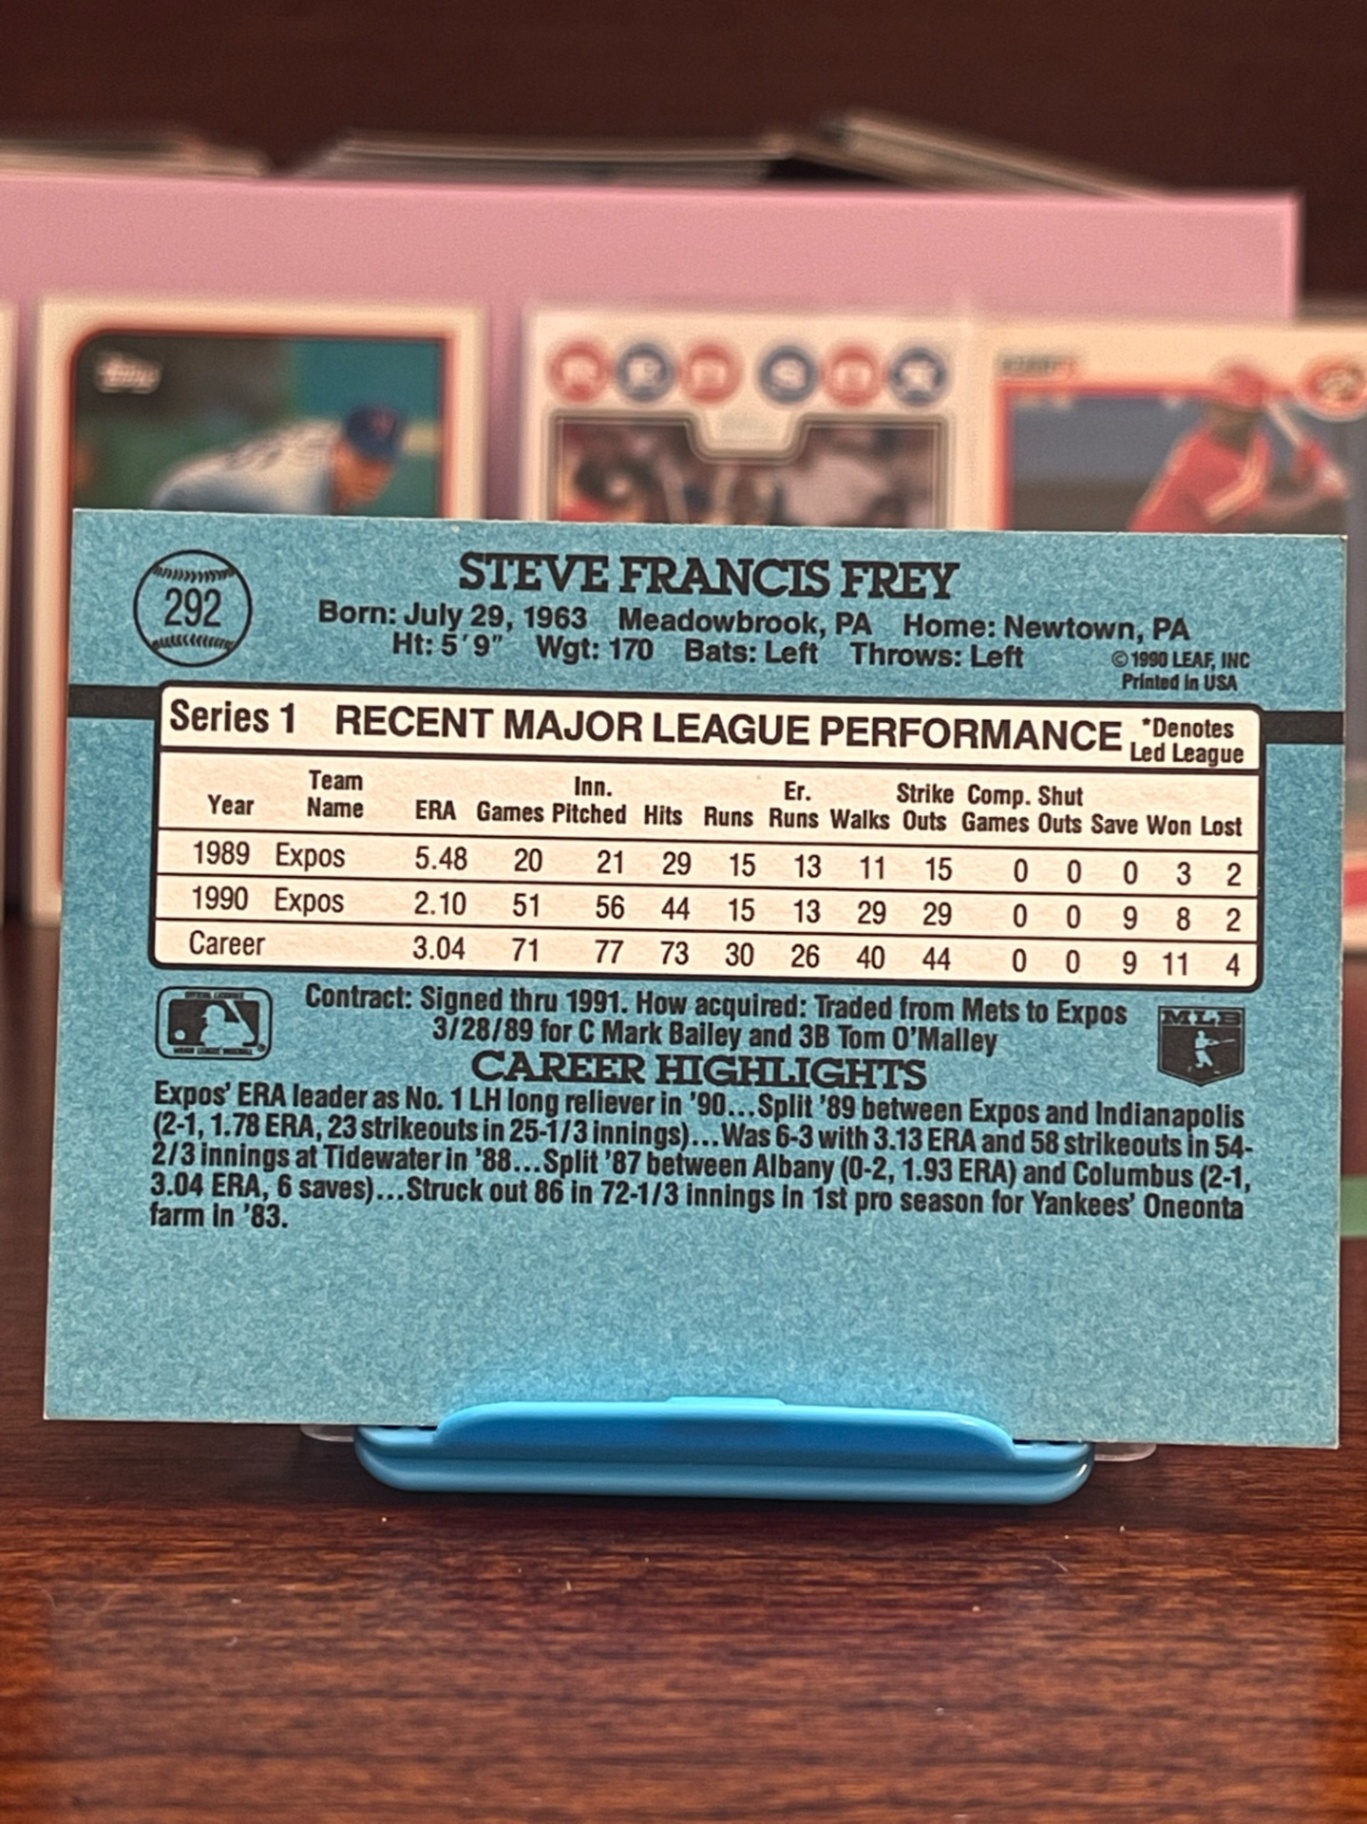 Topps
RED SOX
292
STEVE FRANCIS FREY
Born: July 29, 1963 Meadowbrook, PA Home: Newtown, PA
Ht: 5'9" Wgt: 170 Bats: Left Throws: Left
© 1990 LEAF, INC
Printed in USA
Series 1 RECENT MAJOR LEAGUE PERFORMANCE *Denotes Led League
Year Team Name ERA Games Inn. Pitched Hits Runs Er. Runs Walks Strike Outs Comp. Games Shut Outs Save Won Lost
1989 Expos 5.48 20 21 29 15 13 11 15 0 0 0 3 2
1990 Expos 2.10 51 56 44 15 13 29 29 0 0 9 8 2
Career 3.04 71 77 73 30 26 40 44 0 0 9 11 4
Contract: Signed thru 1991. How acquired: Traded from Mets to Expos
3/28/89 for C Mark Bailey and 3B Tom O'Malley
MLB
CAREER HIGHLIGHTS
Expos' ERA leader as No. 1 LH long reliever in '90...Split '89 between Expos and Indianapolis
(2-1, 1.78 ERA, 23 strikeouts in 25-1/3 innings)...Was 6-3 with 3.13 ERA and 58 strikeouts in 54-
2/3 innings at Tidewater in '88...Split '87 between Albany (0-2, 1.93 ERA) and Columbus (2-1,
3.04 ERA, 6 saves)...Struck out 86 in 72-1/3 innings in 1st pro season for Yankees' Oneonta
farm in '83.